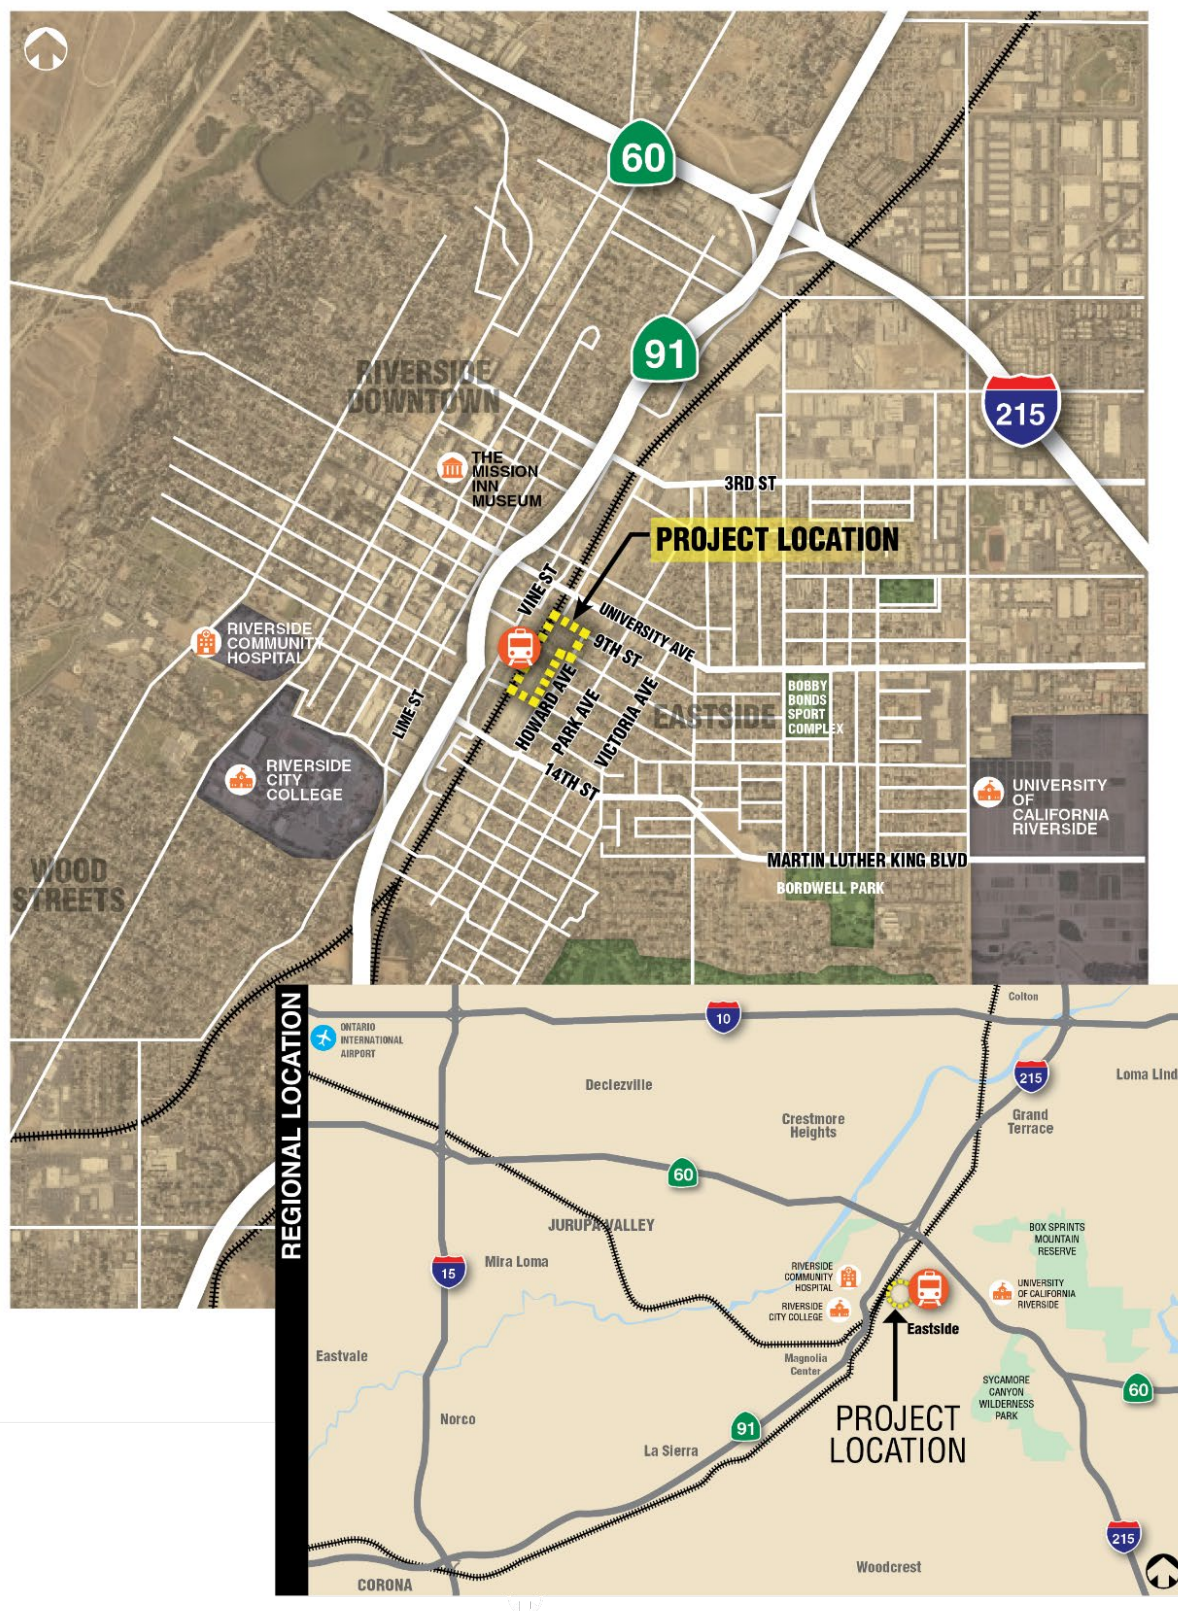 60
91
215
RIVERSIDE
DOWNTOWN
THE
MISSION
INN
MUSEUM
3RD ST
PROJECT LOCATION
VINE ST
UNIVERSITY AVE
9TH ST
RIVERSIDE
COMMUNITY
HOSPITAL
LIME ST
HOWARD AVE
PARK AVE
VICTORIA AVE
EASTSIDE
BOBBY
BONDS
SPORT
COMPLEX
14TH ST
RIVERSIDE
CITY
COLLEGE
UNIVERSITY
OF
CALIFORNIA
RIVERSIDE
WOOD
STREETS
MARTIN LUTHER KING BLVD
BORDWELL PARK
REGIONAL LOCATION
ONTARIO
INTERNATIONAL
AIRPORT
10
Colton
215
Declezville
Loma Lind
Crestmore
Heights
Grand
Terrace
60
JURUPA VALLEY
Mira Loma
15
BOX SPRINTS
MOUNTAIN
RESERVE
RIVERSIDE
COMMUNITY
HOSPITAL
RIVERSIDE
CITY COLLEGE
UNIVERSITY
OF CALIFORNIA
RIVERSIDE
Eastside
Eastvale
Magnolia
Center
SYCAMORE
CANYON
WILDERNESS
PARK
60
Norco
91
PROJECT
LOCATION
La Sierra
215
Woodcrest
CORONA